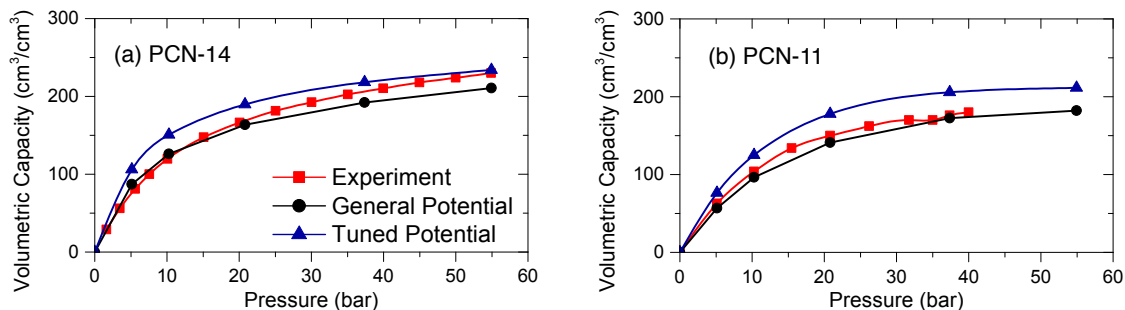 300
200
100
0
0
10
20
30
40
50
60
Volumetric Capacity (cm³/cm³)
Pressure (bar)
(a) PCN-14
Experiment
General Potential
Tuned Potential
300
200
100
0
0
10
20
30
40
50
60
Volumetric Capacity (cm³/cm³)
Pressure (bar)
(b) PCN-11